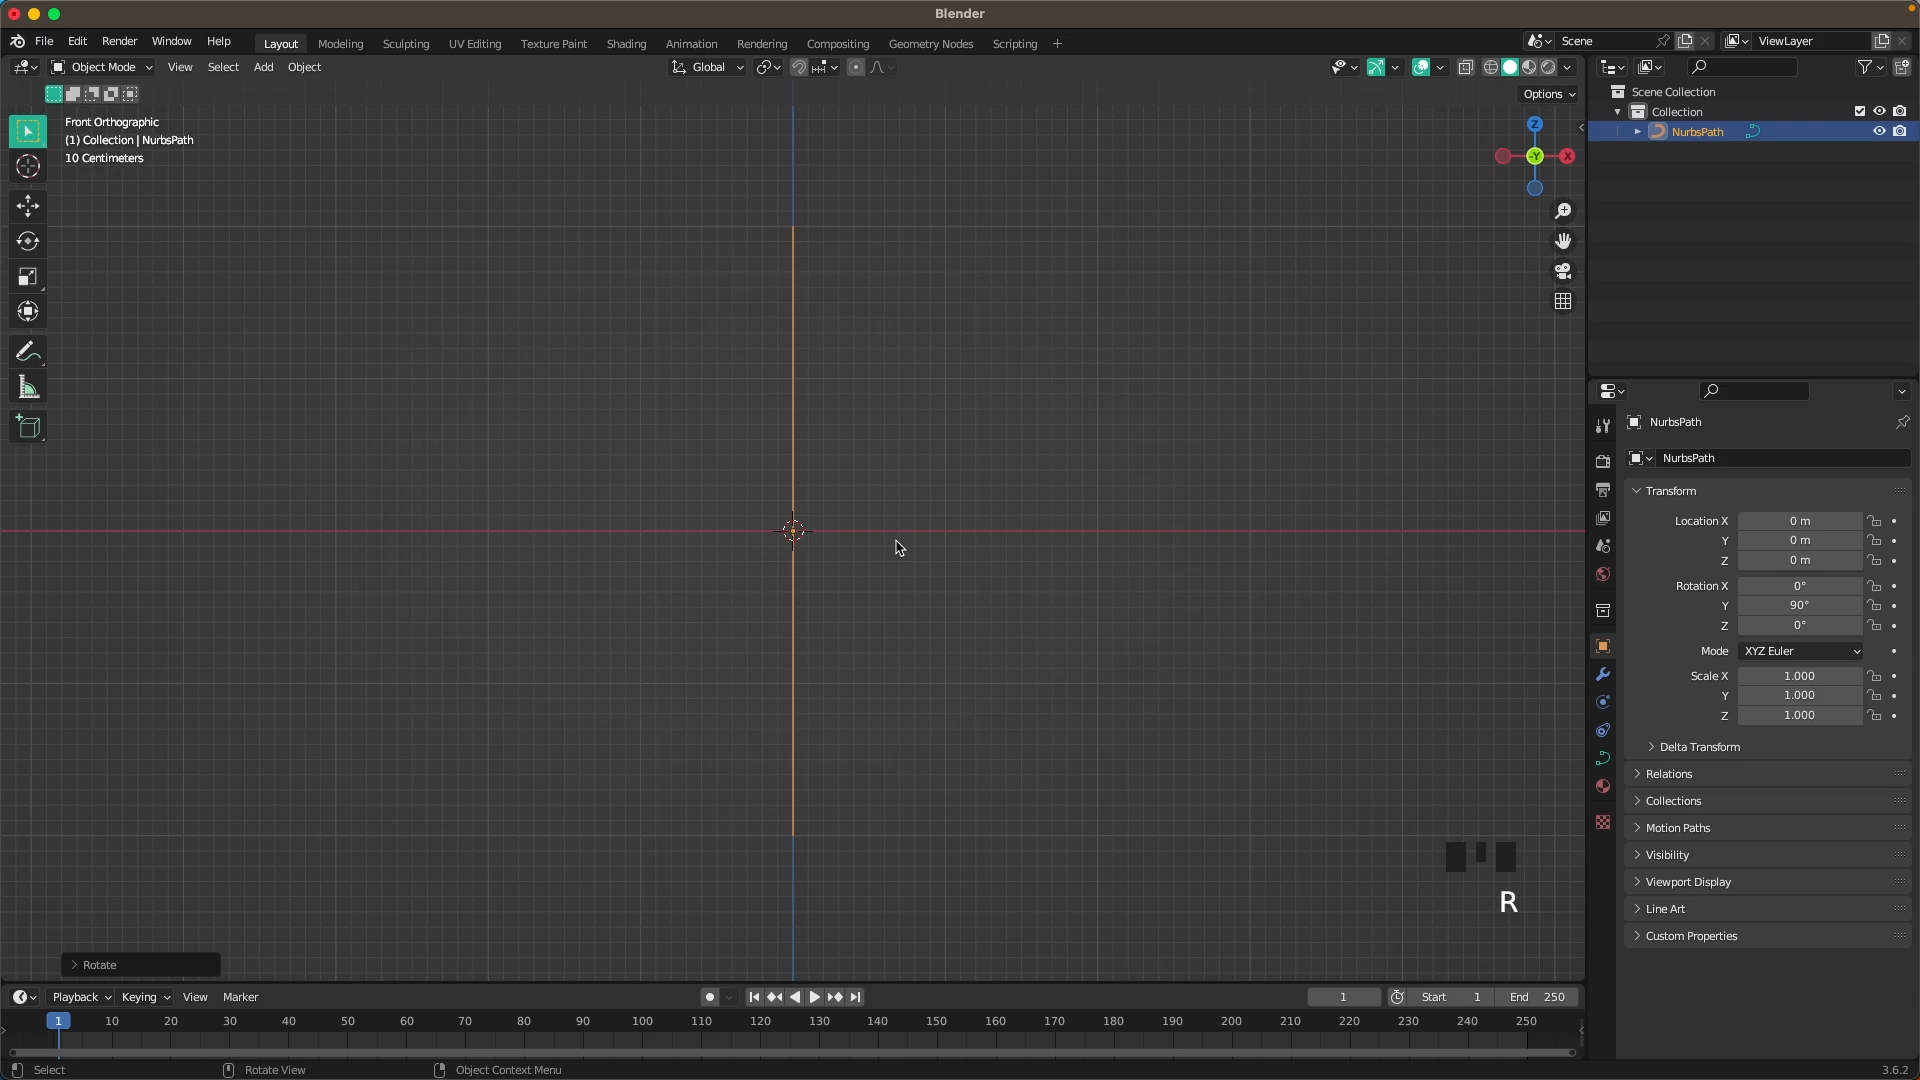 Blender
File Edit Render Window Help
Layout Modeling Sculpting UV Editing Texture Paint Shading Animation Rendering Compositing Geometry Nodes Scripting +
Scene
ViewLayer
Object Mode View Select Add Object
Global
Options
Front Orthographic
(1) Collection | NurbsPath
10 Centimeters
Z
-Y
X
Scene Collection
Collection
NurbsPath
NurbsPath
NurbsPath
Transform
Location X 0 m
Y 0 m
Z 0 m
Rotation X 0°
Y 90°
Z 0°
Mode XYZ Euler
Scale X 1.000
Y 1.000
Z 1.000
Delta Transform
Relations
Collections
Motion Paths
Visibility
Viewport Display
Line Art
Custom Properties
R
Rotate
Playback Keying View Marker
1
Start 1
End 250
1 10 20 30 40 50 60 70 80 90 100 110 120 130 140 150 160 170 180 190 200 210 220 230 240 250
Select
Rotate View
Object Context Menu
3.6.2